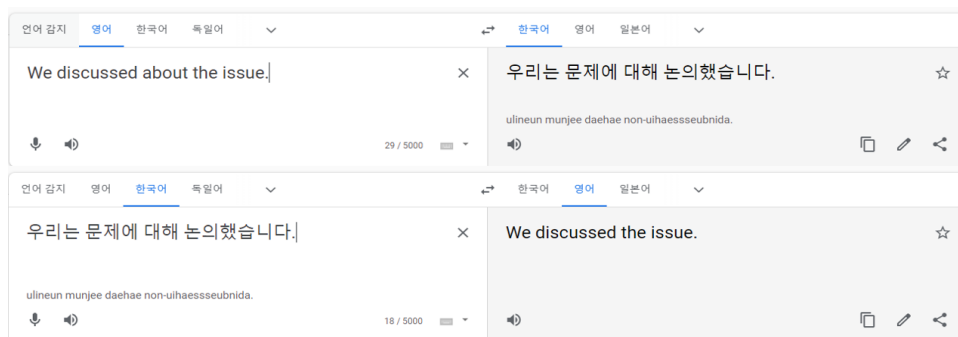 언어 감지 영어 한국어 독일어 한국어 영어 일본어
We discussed about the issue. 우리는 문제에 대해 논의했습니다.
ulineun munjee daehae non-uihaessseubnida.
29 / 5000
언어 감지 영어 한국어 독일어 한국어 영어 일본어
우리는 문제에 대해 논의했습니다. We discussed the issue.
ulineun munjee daehae non-uihaessseubnida.
18 / 5000